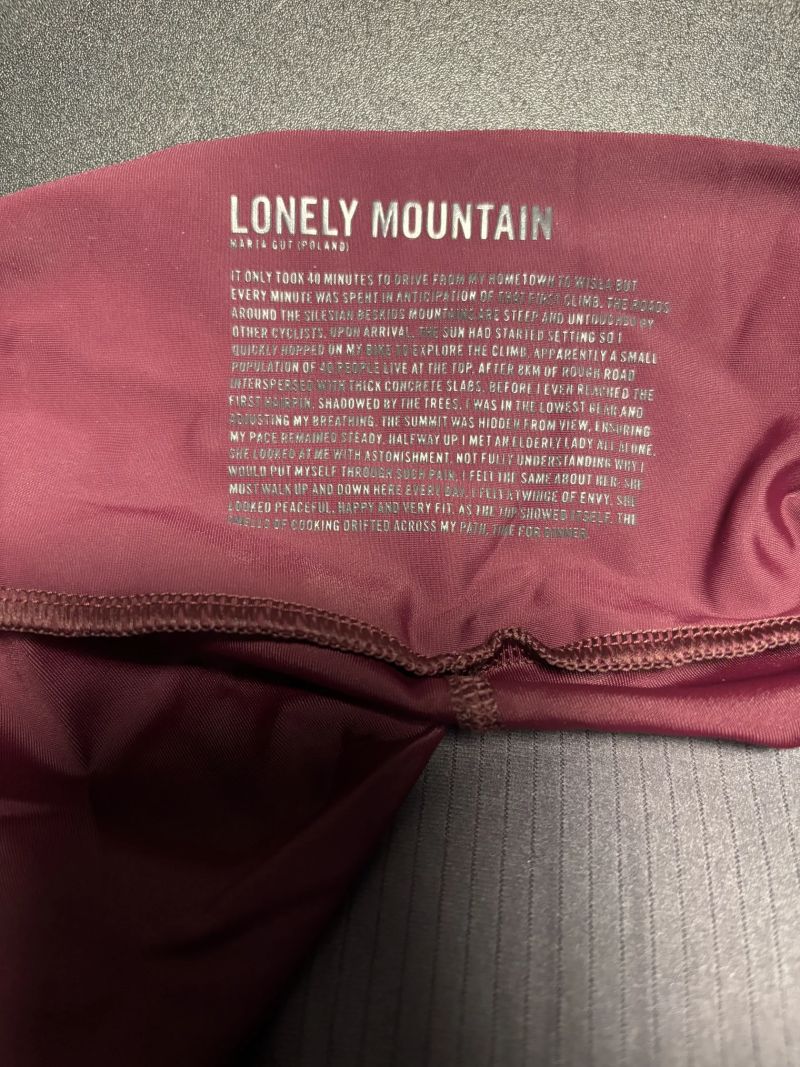 LONELY MOUNTAIN
MARTA GUT (POLAND)
IT ONLY TOOK 40 MINUTES TO DRIVE FROM MY HOMETOWN TO WISLA BUT
EVERY MINUTE WAS SPENT IN ANTICIPATION OF THAT FIRST CLIMB. THE ROADS
AROUND THE SILESIAN BESKIDS MOUNTAINS ARE STEEP AND UNTOUCHED BY
OTHER CYCLISTS. UPON ARRIVAL, THE SUN HAD STARTED SETTING SO I
QUICKLY HOPPED ON MY BIKE TO EXPLORE THE CLIMB. APPARENTLY A SMALL
POPULATION OF 40 PEOPLE LIVE AT THE TOP. AFTER 8KM OF ROUGH ROAD
INTERSPERSED WITH THICK CONCRETE SLABS, BEFORE I EVEN REACHED THE
FIRST HAIRPIN, SHADOWED BY THE TREES, I WAS IN THE LOWEST GEAR AND
ADJUSTING MY BREATHING. THE SUMMIT WAS HIDDEN FROM VIEW, ENSURING
MY PACE REMAINED STEADY. HALFWAY UP I MET AN ELDERLY LADY ALL ALONE.
SHE LOOKED AT ME WITH ASTONISHMENT, NOT FULLY UNDERSTANDING WHY I
WOULD PUT MYSELF THROUGH SUCH PAIN. I FELT THE SAME ABOUT HER: SHE
MUST WALK UP AND DOWN HERE EVERY DAY. I FELT A TWINGE OF ENVY. SHE
LOOKED PEACEFUL, HAPPY AND VERY FIT. AS THE TOP SHOWED ITSELF, THE
SMELLS OF COOKING DRIFTED ACROSS MY PATH. TIME FOR DINNER.